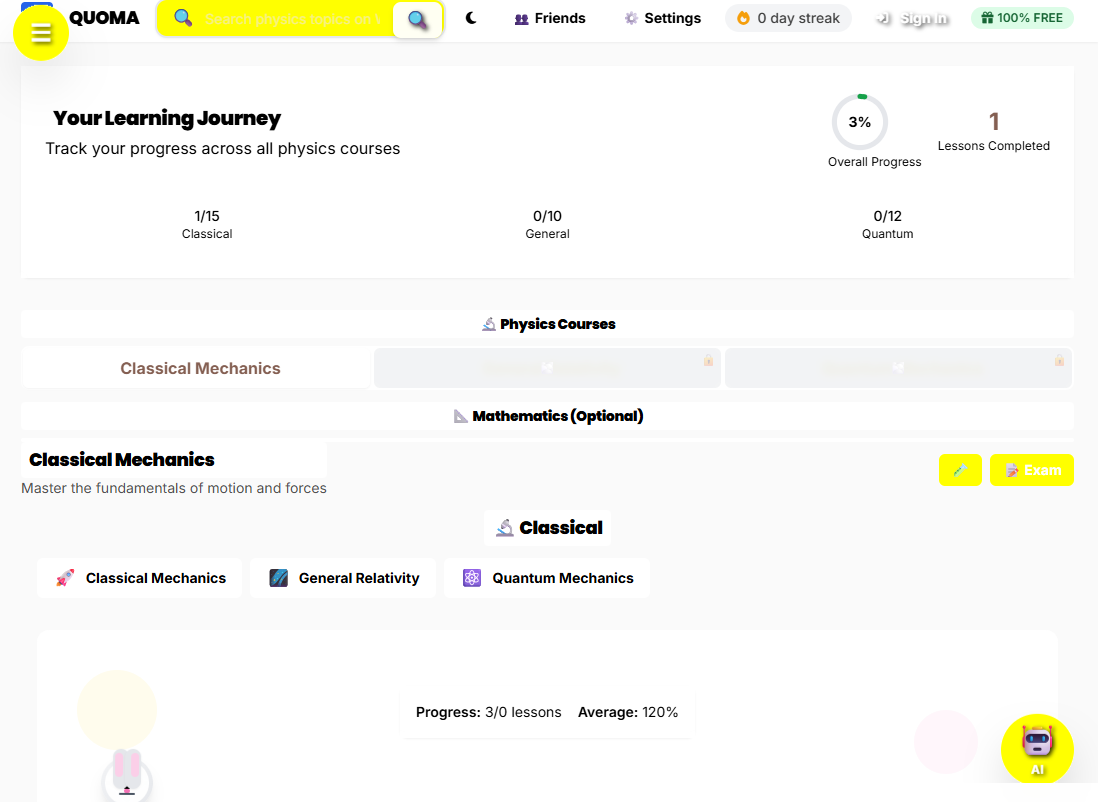 QUOMA
Search physics topics on
Friends
Settings
0 day streak
Sign In
100% FREE
Your Learning Journey
Track your progress across all physics courses
3%
Overall Progress
1
Lessons Completed
1/15
Classical
0/10
General
0/12
Quantum
Physics Courses
Classical Mechanics
Mathematics (Optional)
Classical Mechanics
Master the fundamentals of motion and forces
Exam
Classical
Classical Mechanics
General Relativity
Quantum Mechanics
Progress: 3/0 lessons
Average: 120%
AI